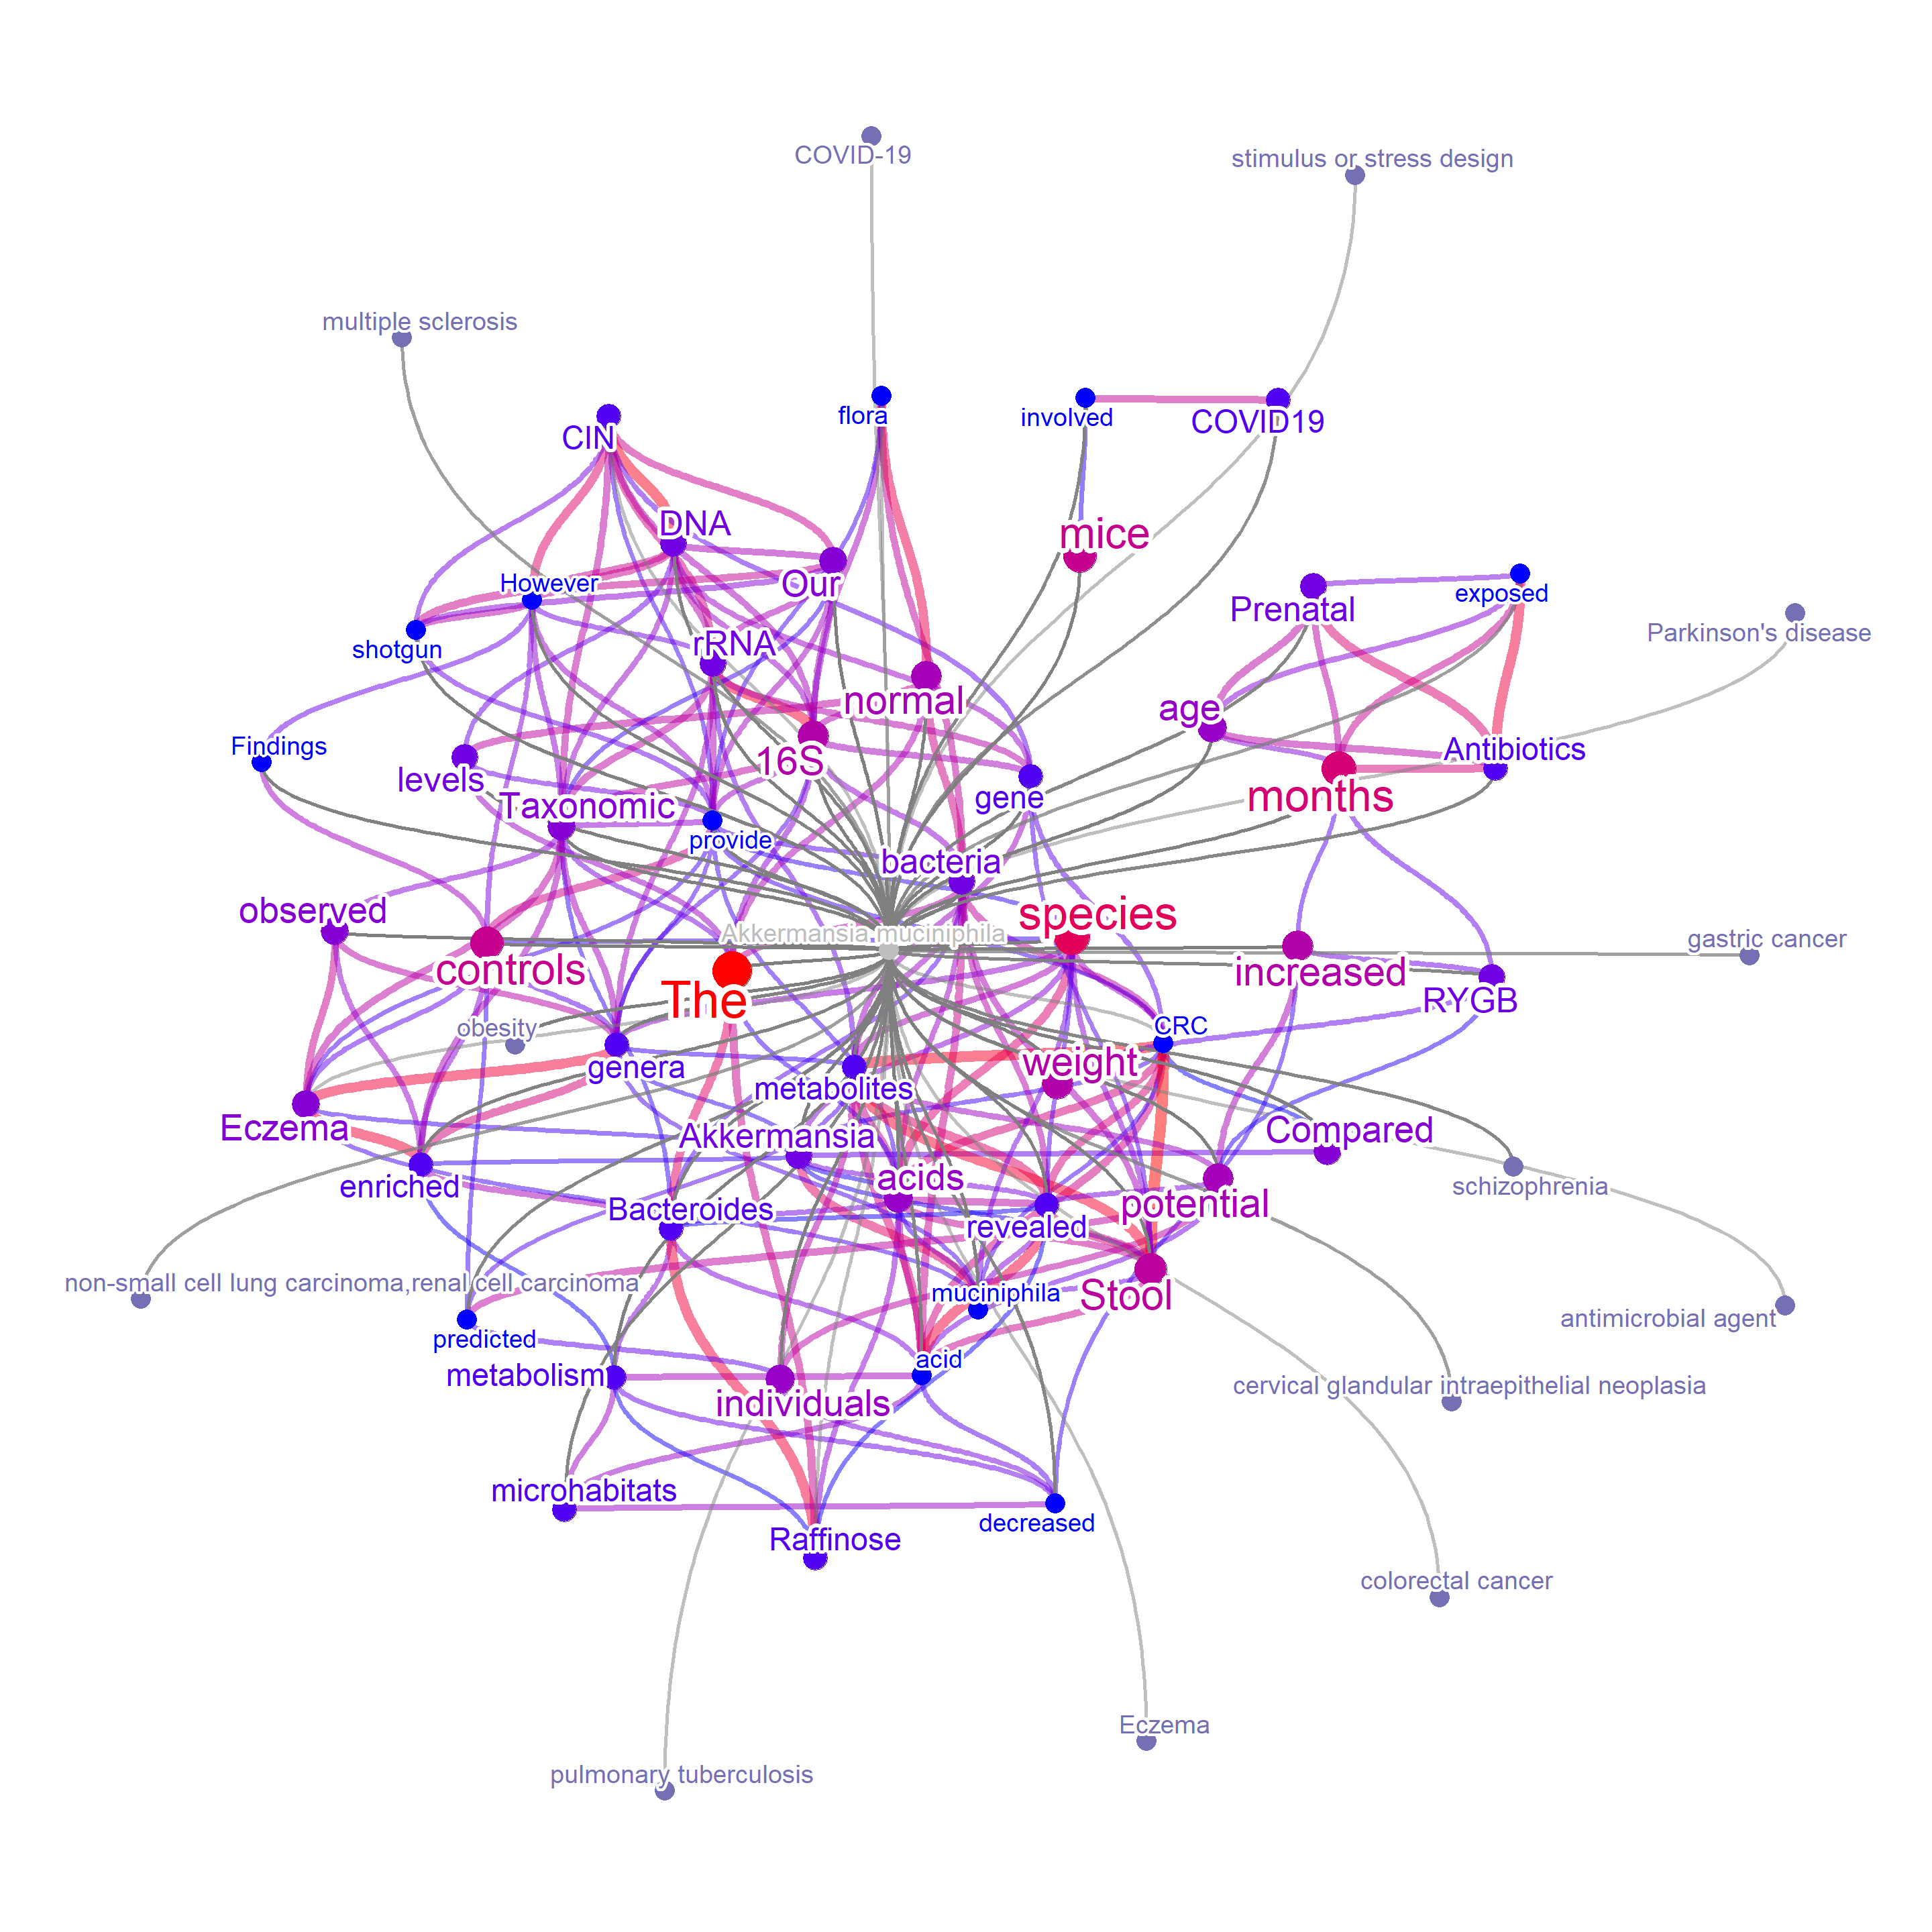 COVID-19
stimulus or stress design
multiple sclerosis
flora
involved
COVID19
CIN
DNA
mice
However
Our
exposed
Prenatal
Parkinson's disease
shotgun
rRNA
normal
age
Findings
Antibiotics
levels
16S
gene
months
Taxonomic
provide
bacteria
observed
species
Akkermansia muciniphila
gastric cancer
controls
increased
The
RYGB
obesity
CRC
genera
weight
metabolites
Eczema
Akkermansia
Compared
enriched
acids
schizophrenia
Bacteroides
revealed
potential
non-small cell lung carcinoma,renal cell carcinoma
muciniphila
Stool
antimicrobial agent
predicted
acid
metabolism
individuals
cervical glandular intraepithelial neoplasia
microhabitats
decreased
Raffinose
colorectal cancer
Eczema
pulmonary tuberculosis